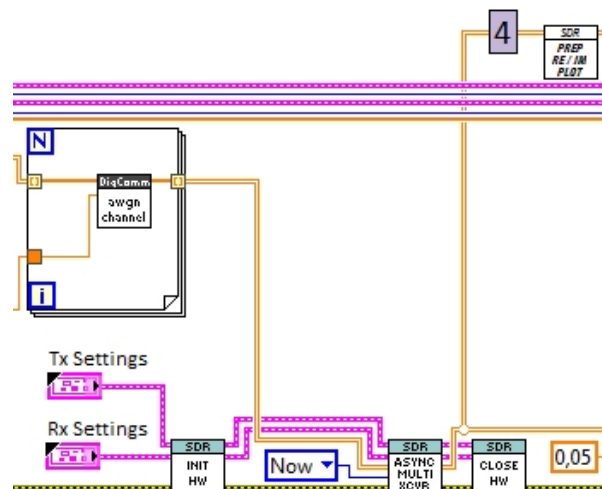 4
SDR
PREP
RE / IM
PLOT
N
DigComm
awgn
channel
i
Tx Settings
Rx Settings
SDR
INIT
HW
Now
SDR
ASYNC
MULTI
XCVR
SDR
CLOSE
HW
0,05